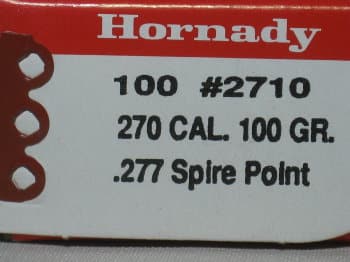 Hornady
100 #2710
270 CAL. 100 GR.
.277 Spire Point